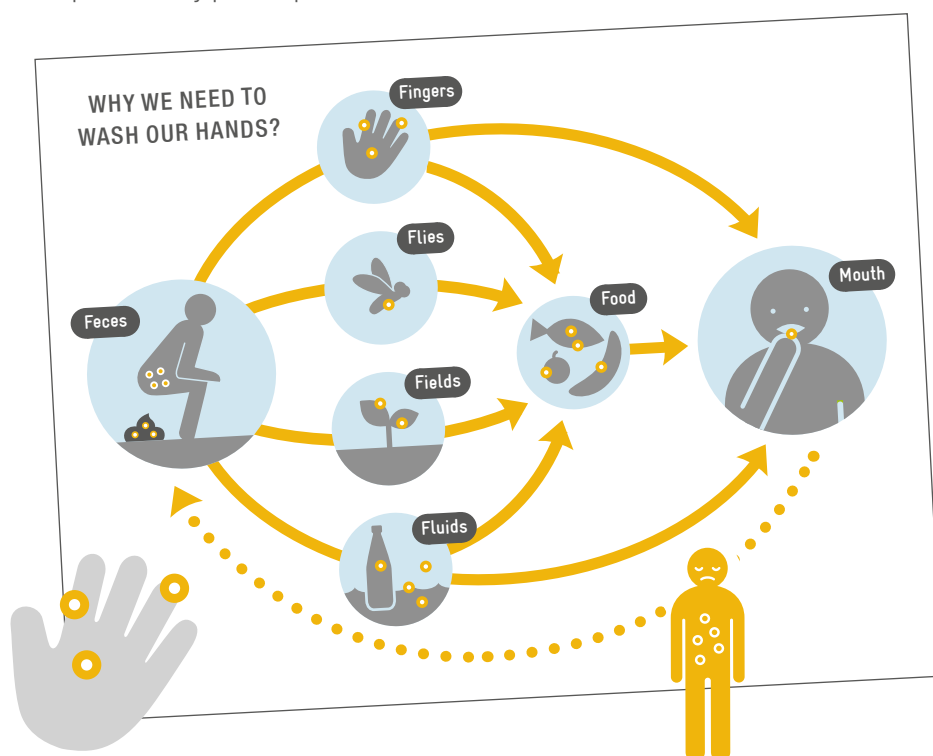 WHY WE NEED TO
WASH OUR HANDS?
Fingers
Flies
Feces
Food
Mouth
Fields
Fluids